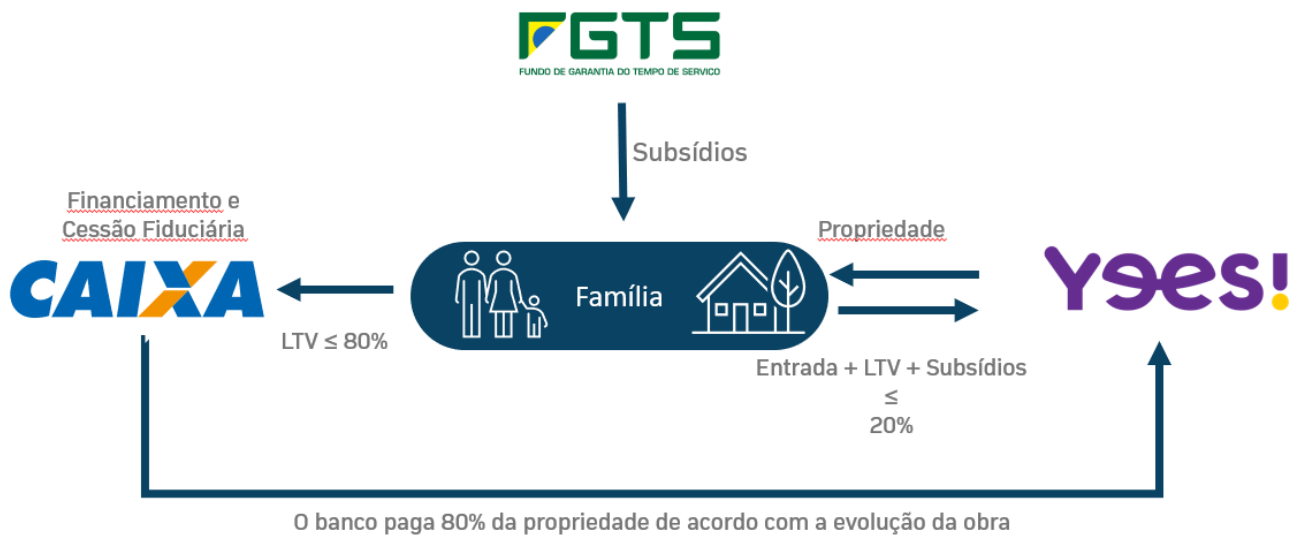 FGTS
FUNDO DE GARANTIA DO TEMPO DE SERVICO
Subsídios
Financiamento e
Cessão Fiduciária
Propriedade
CAIXA
Família
Yees!
LTV ≤ 80%
Entrada + LTV + Subsídios
≤
20%
O banco paga 80% da propriedade de acordo com a evolução da obra